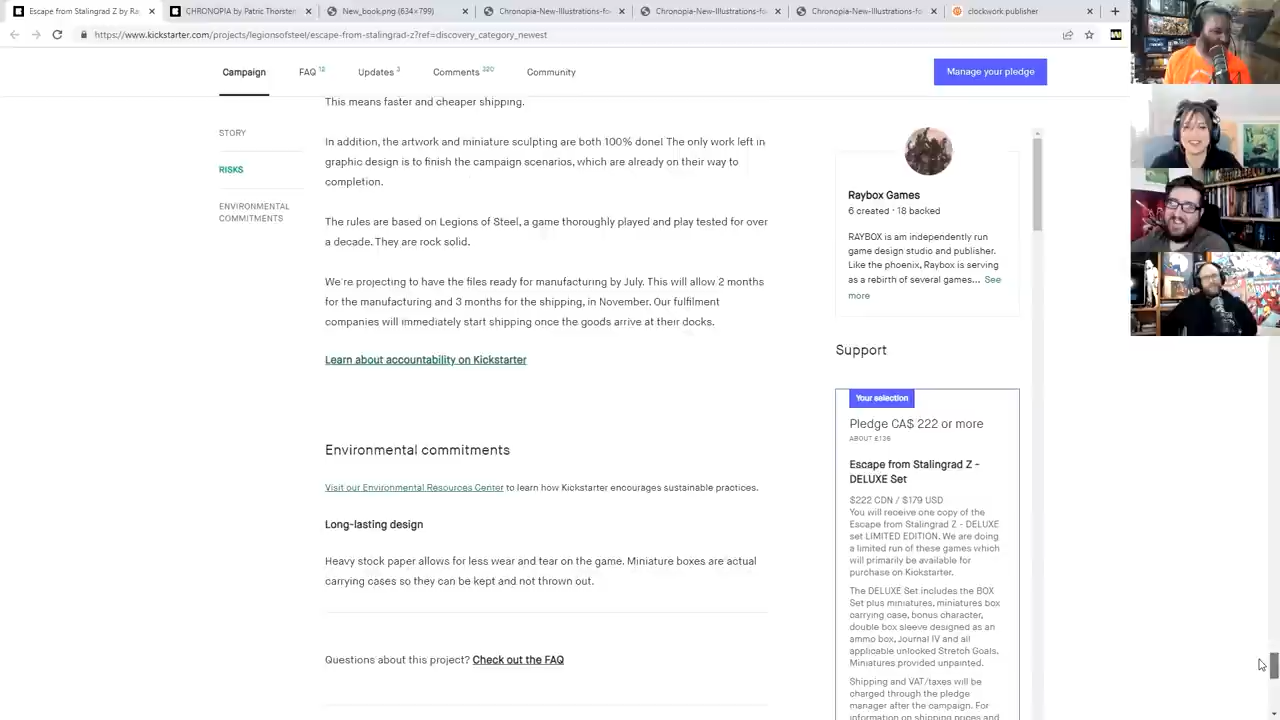 Escape from Stalingrad Z by Ra
CHRONOPIA by Patric Thorsten
New_book.png (634×799)
Chronopia-New-Illustrations-fo
Chronopia-New-Illustrations-fo
Chronopia-New-Illustrations-fo
clockwork publisher
https://www.kickstarter.com/projects/legionsofsteel/escape-from-stalingrad-z?ref=discovery_category_newest
Campaign
FAQ 12
Updates 3
Comments 320
Community
Manage your pledge
STORY
RISKS
ENVIRONMENTAL
COMMITMENTS
This means faster and cheaper shipping.
In addition, the artwork and miniature sculpting are both 100% done! The only work left in
graphic design is to finish the campaign scenarios, which are already on their way to
completion.
The rules are based on Legions of Steel, a game thoroughly played and play tested for over
a decade. They are rock solid.
We're projecting to have the files ready for manufacturing by July. This will allow 2 months
for the manufacturing and 3 months for the shipping, in November. Our fulfilment
companies will immediately start shipping once the goods arrive at their docks.
Learn about accountability on Kickstarter
Environmental commitments
Visit our Environmental Resources Center to learn how Kickstarter encourages sustainable practices.
Long-lasting design
Heavy stock paper allows for less wear and tear on the game. Miniature boxes are actual
carrying cases so they can be kept and not thrown out.
Questions about this project? Check out the FAQ
Raybox Games
6 created · 18 backed
RAYBOX is an independently run
game design studio and publisher.
Like the phoenix, Raybox is serving
as a rebirth of several games... See
more
Support
Your selection
Pledge CA$ 222 or more
ABOUT £136
Escape from Stalingrad Z -
DELUXE Set
$222 CDN / $179 USD
You will receive one copy of the
Escape from Stalingrad Z - DELUXE
set LIMITED EDITION. We are doing
a limited run of these games which
will primarily be available for
purchase on Kickstarter.
The DELUXE Set includes the BOX
Set plus miniatures, miniatures box
carrying case, bonus character,
double box sleeve designed as an
ammo box, Journal IV and all
applicable unlocked Stretch Goals.
Miniatures provided unpainted.
Shipping and VAT/taxes will be
charged through the pledge
manager after the campaign. For
information on shipping prices and